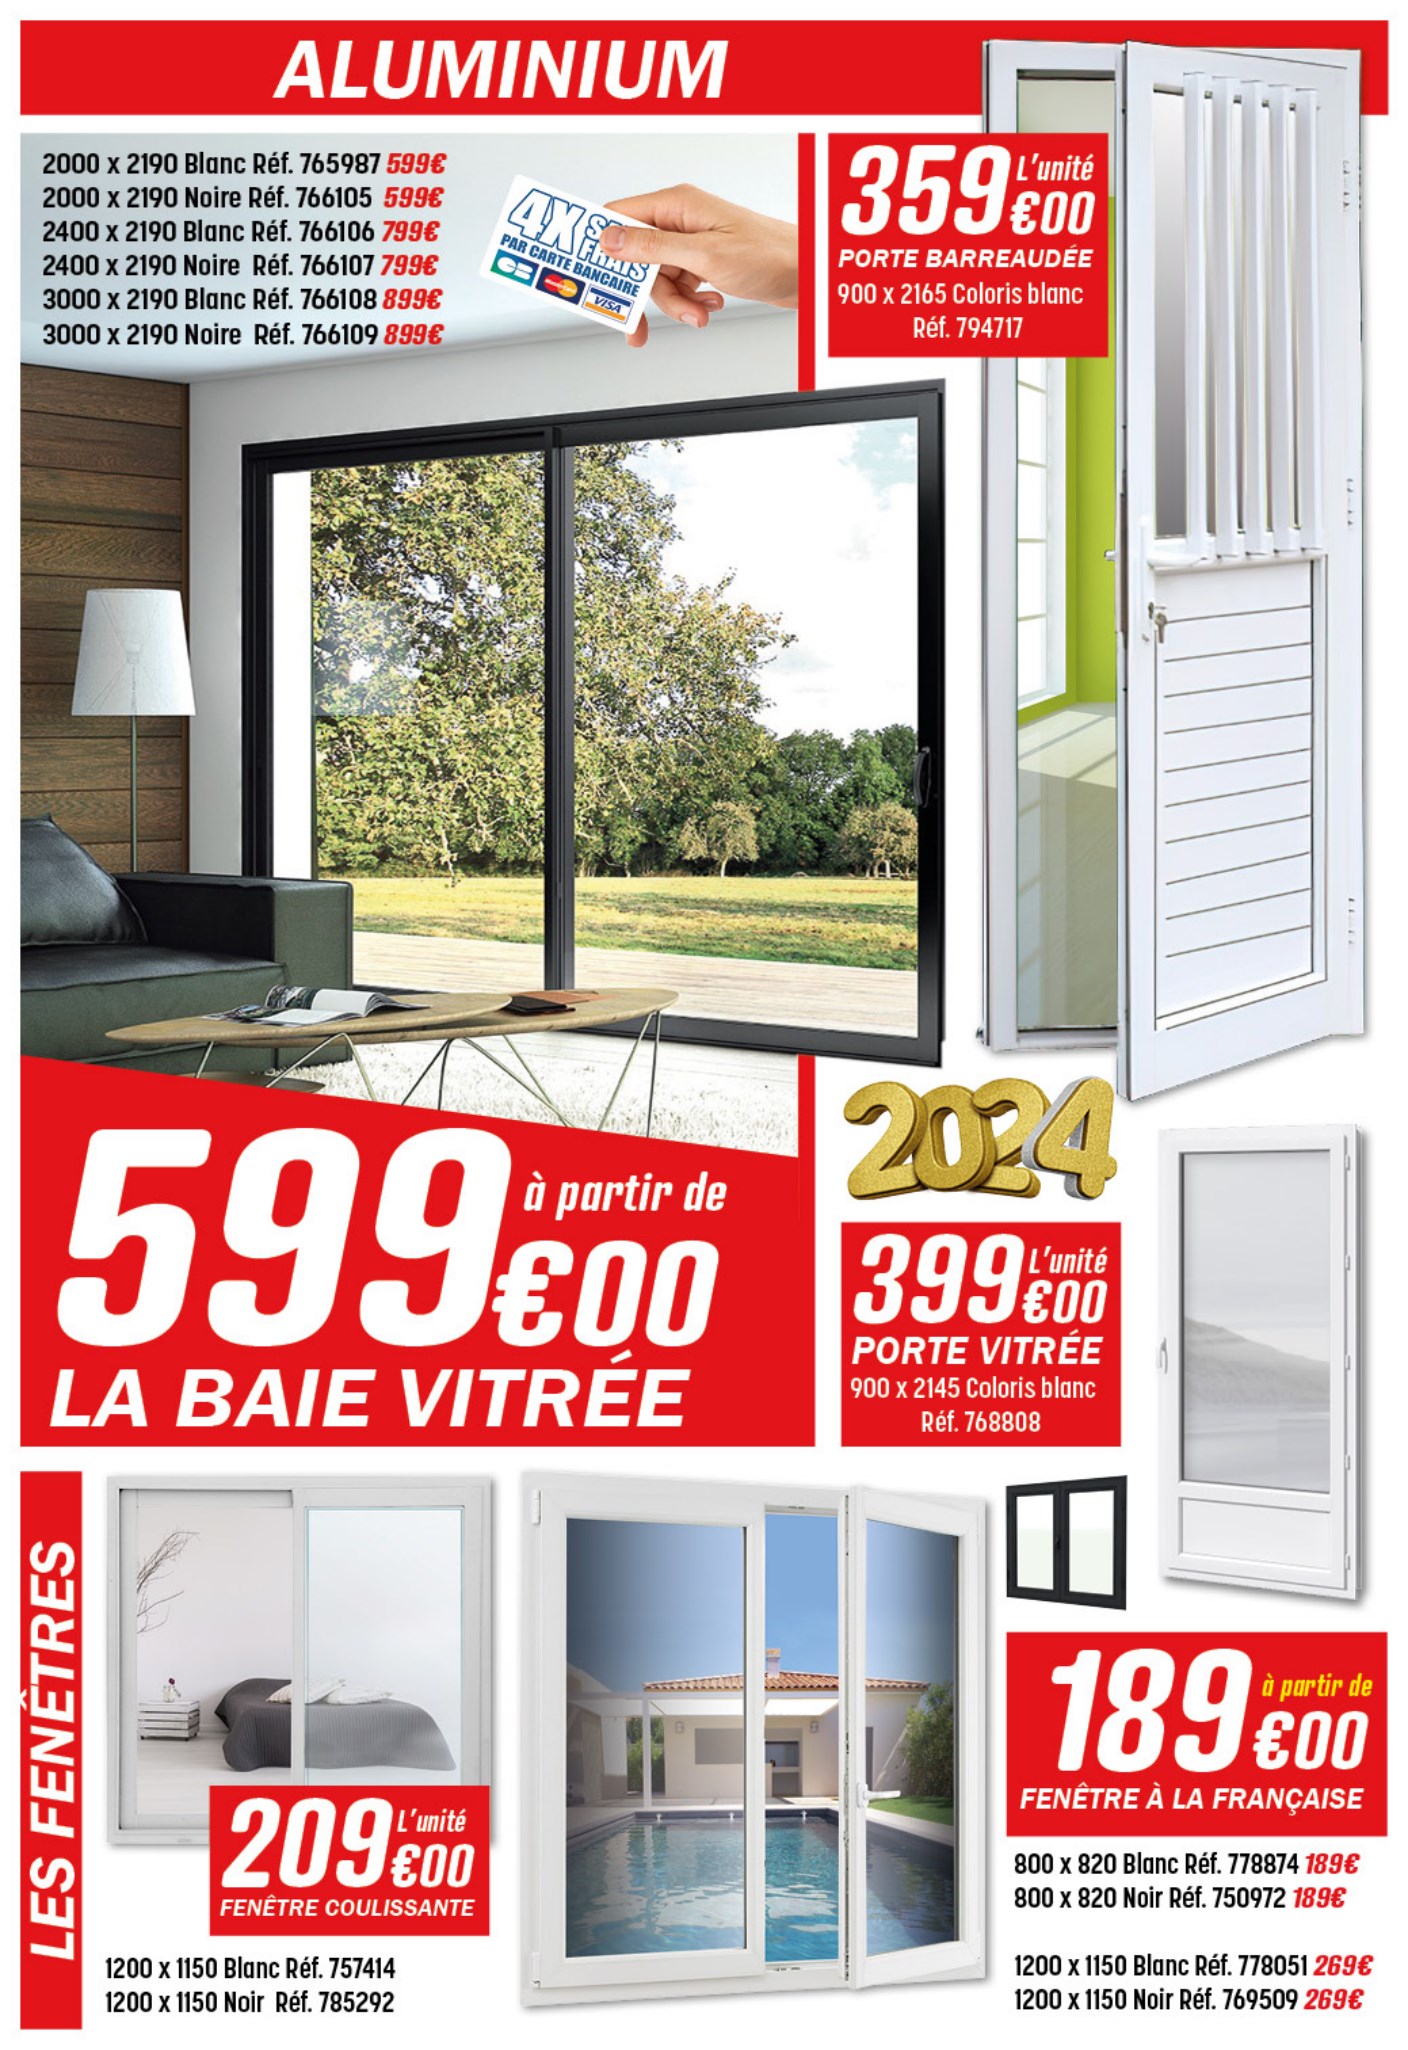 ALUMINIUM
2000 x 2190 Blanc Réf. 765987 599€
2000 x 2190 Noire Réf. 766105 599€
2400 x 2190 Blanc Réf. 766106 799€
2400 x 2190 Noire Réf. 766107 799€
3000 x 2190 Blanc Réf. 766108 899€
3000 x 2190 Noire Réf. 766109 899€
4X
FRAIS
PAR CARTE BANCAIRE
CB MasterCard VISA
359€00 L'unité
PORTE BARREAUDÉE
900 x 2165 Coloris blanc
Réf. 794717
599€00 à partir de
LA BAIE VITRÉE
2024
399€00 L'unité
PORTE VITRÉE
900 x 2145 Coloris blanc
Réf. 768808
LES FENÊTRES
209€00 L'unité
FENÊTRE COULISSANTE
1200 x 1150 Blanc Réf. 757414
1200 x 1150 Noir Réf. 785292
189€00 à partir de
FENÊTRE À LA FRANÇAISE
800 x 820 Blanc Réf. 778874 189€
800 x 820 Noir Réf. 750972 189€
1200 x 1150 Blanc Réf. 778051 269€
1200 x 1150 Noir Réf. 769509 269€